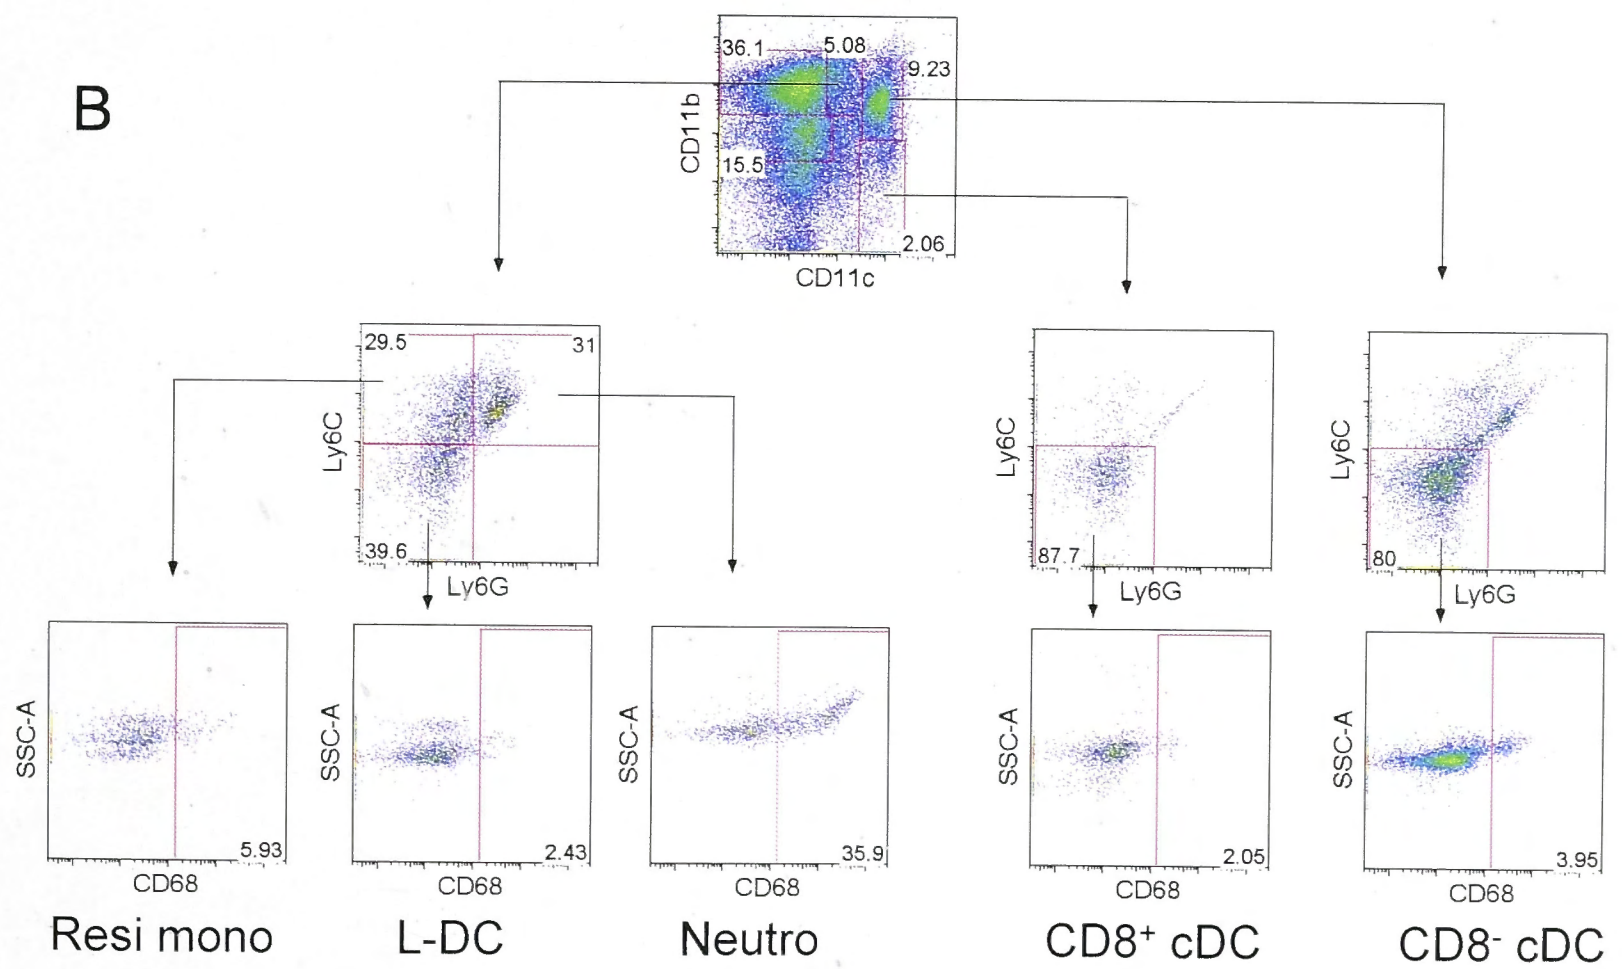 B
36.1
5.08
9.23
CD11b
15.5
2.06
CD11c
29.5
31
Ly6C
39.6
Ly6G
Ly6C
87.7
Ly6G
Ly6C
80
Ly6G
SSC-A
5.93
CD68
SSC-A
2.43
CD68
SSC-A
35.9
CD68
SSC-A
2.05
CD68
SSC-A
3.95
CD68
Resi mono
L-DC
Neutro
CD8⁺ cDC
CD8⁻ cDC